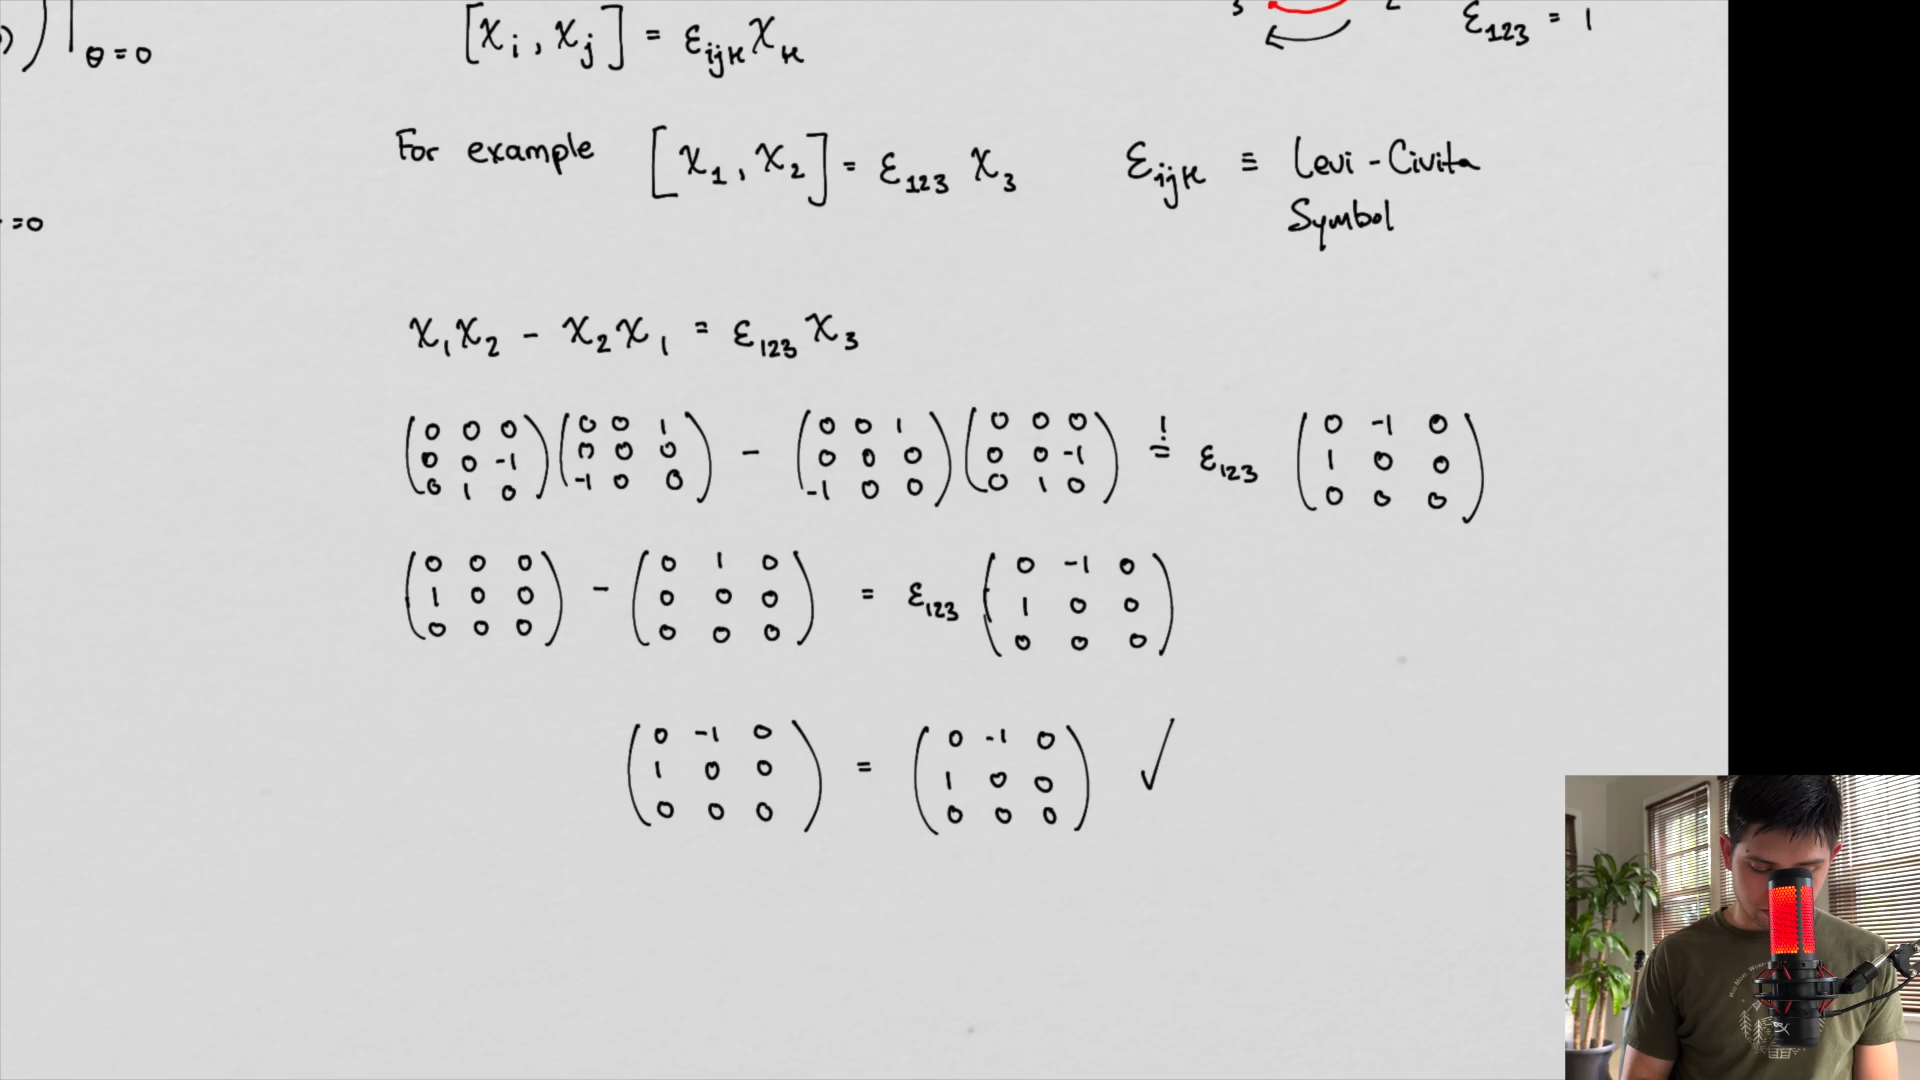 )|θ=0
[X_i, X_j] = ε_ijk X_k
3 2 ε_123 = 1
For example [X_1, X_2] = ε_123 X_3 ε_ijk ≡ Levi-Civita
Symbol
=0
X_1 X_2 - X_2 X_1 = ε_123 X_3
(0 0 0) (0 0 1) - (0 0 1) (0 0 0) =! ε_123 (0 -1 0)
(0 0 -1) (0 0 0) (0 0 0) (0 0 -1) (1 0 0)
(0 1 0) (-1 0 0) (-1 0 0) (0 1 0) (0 0 0)
(0 0 0) - (0 1 0) = ε_123 (0 -1 0)
(1 0 0) (0 0 0) (1 0 0)
(0 0 0) (0 0 0) (0 0 0)
(0 -1 0) = (0 -1 0) ✓
(1 0 0) (1 0 0)
(0 0 0) (0 0 0)